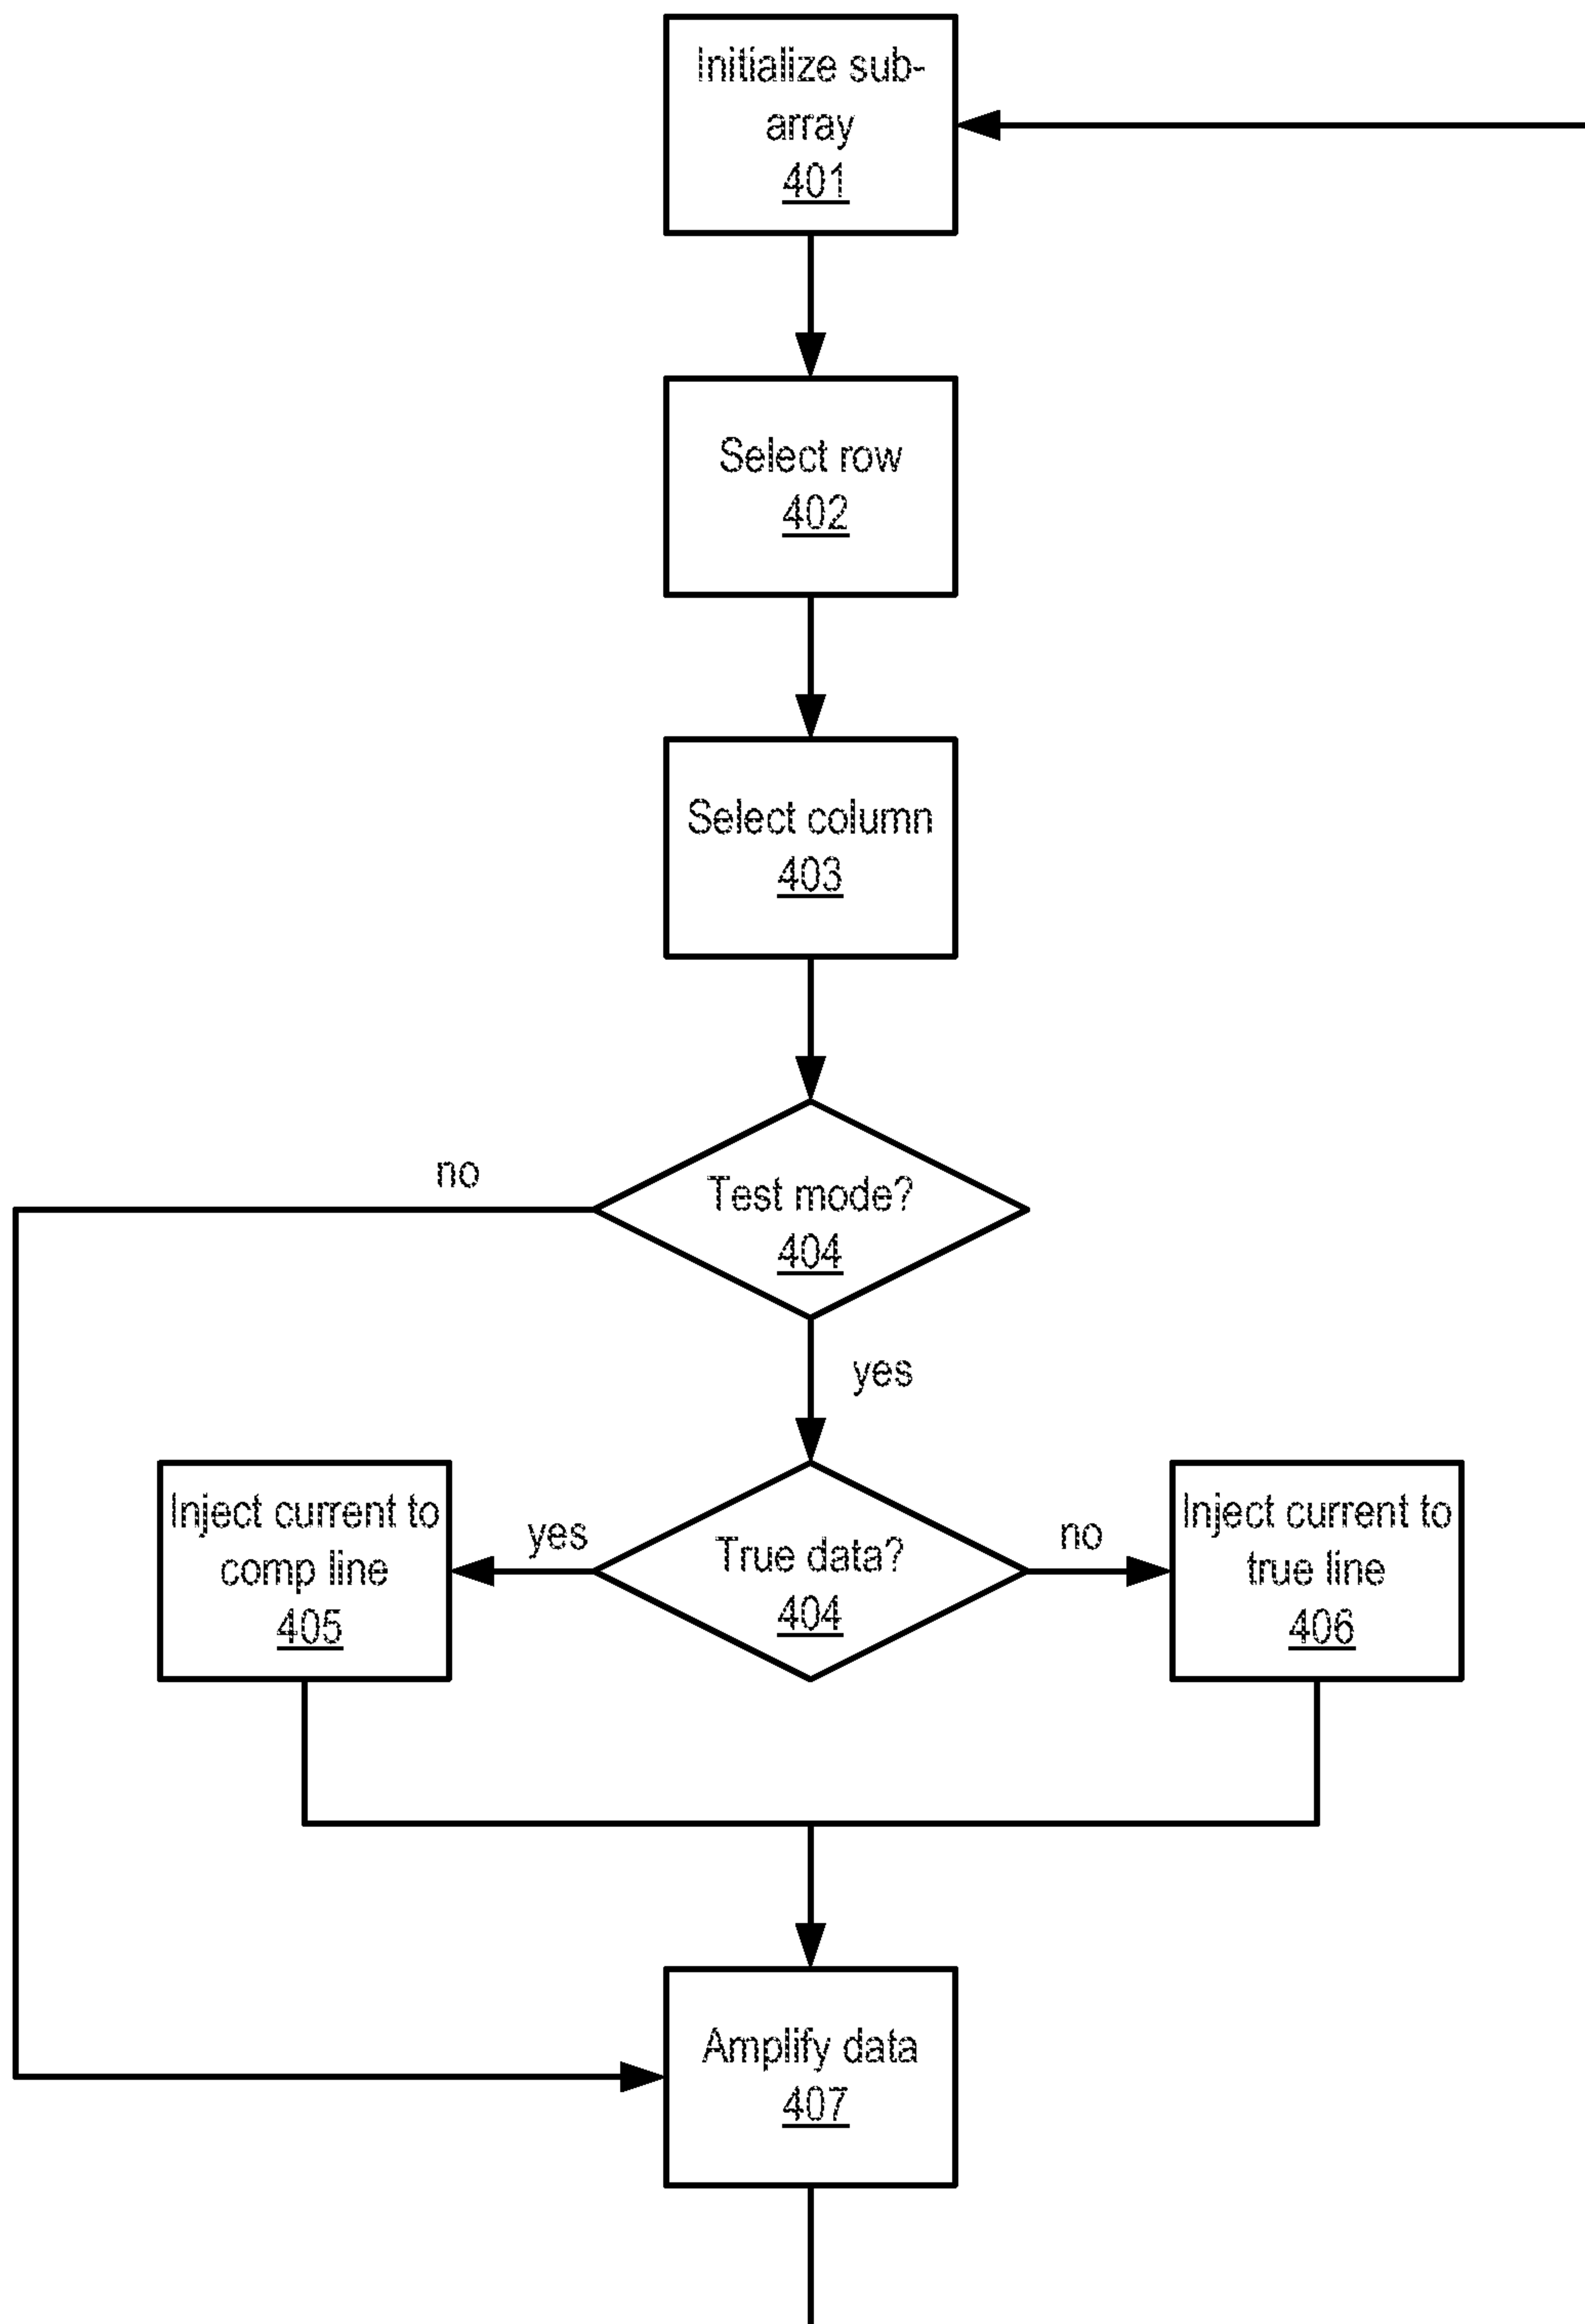 Initialize sub-
array
401
Select row
402
Select column
403
no
Test mode?
404
yes
Inject current to
comp line
405
yes
True data?
404
no
Inject current to
true line
406
Amplify data
407